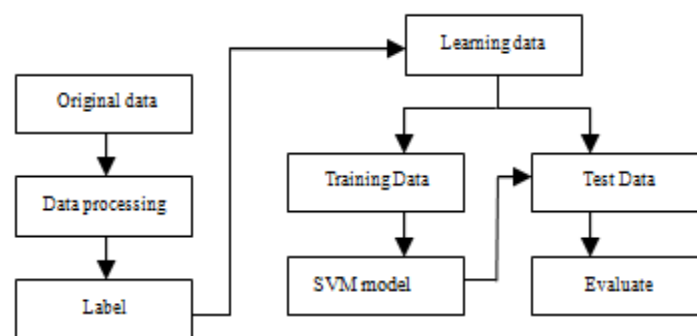 Original data
Data processing
Label
Learning data
Training Data
Test Data
SVM model
Evaluate